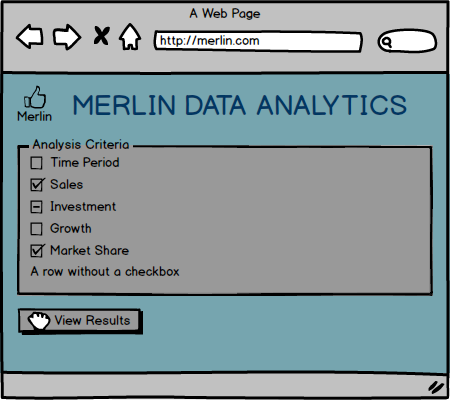 A Web Page
http://merlin.com
Merlin
MERLIN DATA ANALYTICS
Analysis Criteria
Time Period
Sales
Investment
Growth
Market Share
A row without a checkbox
View Results